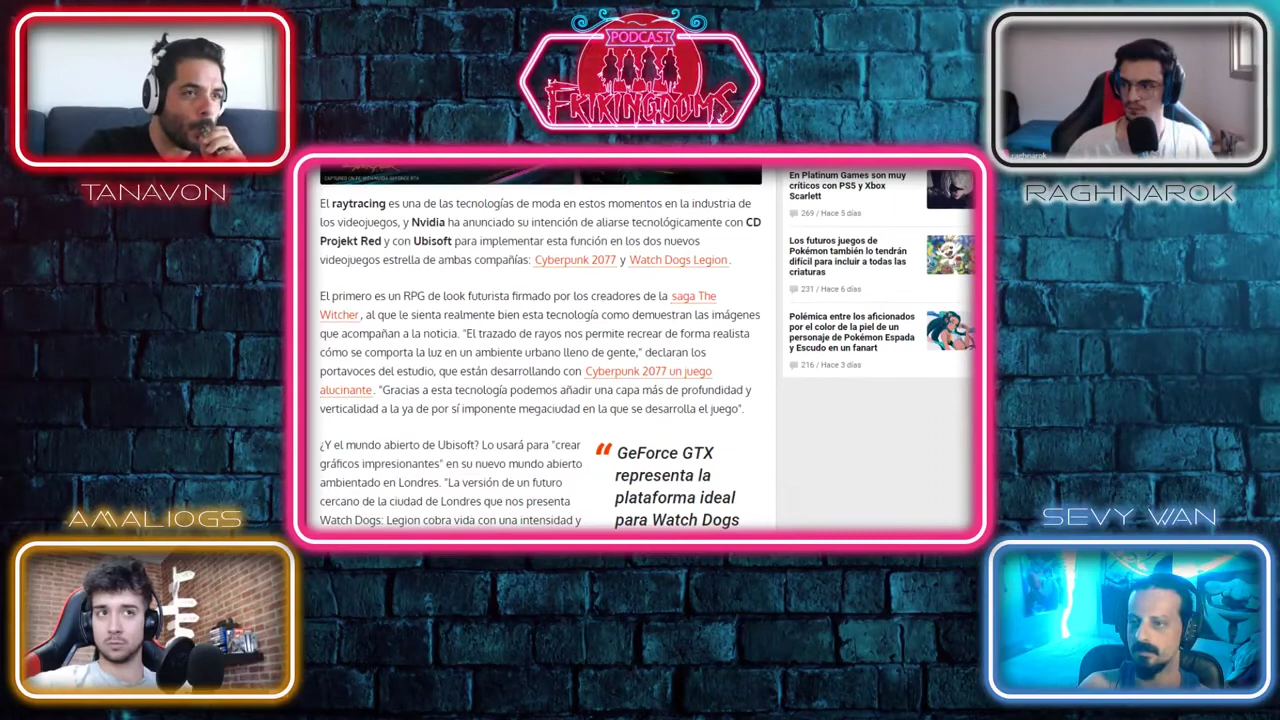 PODCAST
FRIKINGDOMS
TANAVON
RAGHNAROK
raghnarok
AMALIOGS
SEVY WAN
CAPTURED ON PC WITH NVIDIA GEFORCE RTX
El raytracing es una de las tecnologías de moda en estos momentos en la industria de
los videojuegos, y Nvidia ha anunciado su intención de aliarse tecnológicamente con CD
Projekt Red y con Ubisoft para implementar esta función en los dos nuevos
videojuegos estrella de ambas compañías: Cyberpunk 2077 y Watch Dogs Legion.
El primero es un RPG de look futurista firmado por los creadores de la saga The
Witcher, al que le sienta realmente bien esta tecnología como demuestran las imágenes
que acompañan a la noticia. "El trazado de rayos nos permite recrear de forma realista
cómo se comporta la luz en un ambiente urbano lleno de gente," declaran los
portavoces del estudio, que están desarrollando con Cyberpunk 2077 un juego
alucinante. "Gracias a esta tecnología podemos añadir una capa más de profundidad y
verticalidad a la ya de por sí imponente megaciudad en la que se desarrolla el juego".
¿Y el mundo abierto de Ubisoft? Lo usará para "crear
gráficos impresionantes" en su nuevo mundo abierto
ambientado en Londres. "La versión de un futuro
cercano de la ciudad de Londres que nos presenta
Watch Dogs: Legion cobra vida con una intensidad y
“ GeForce GTX
representa la
plataforma ideal
para Watch Dogs
En Platinum Games son muy
críticos con PS5 y Xbox
Scarlett
269 / Hace 5 días
Los futuros juegos de
Pokémon también lo tendrán
difícil para incluir a todas las
criaturas
231 / Hace 6 días
Polémica entre los aficionados
por el color de la piel de un
personaje de Pokémon Espada
y Escudo en un fanart
216 / Hace 3 días